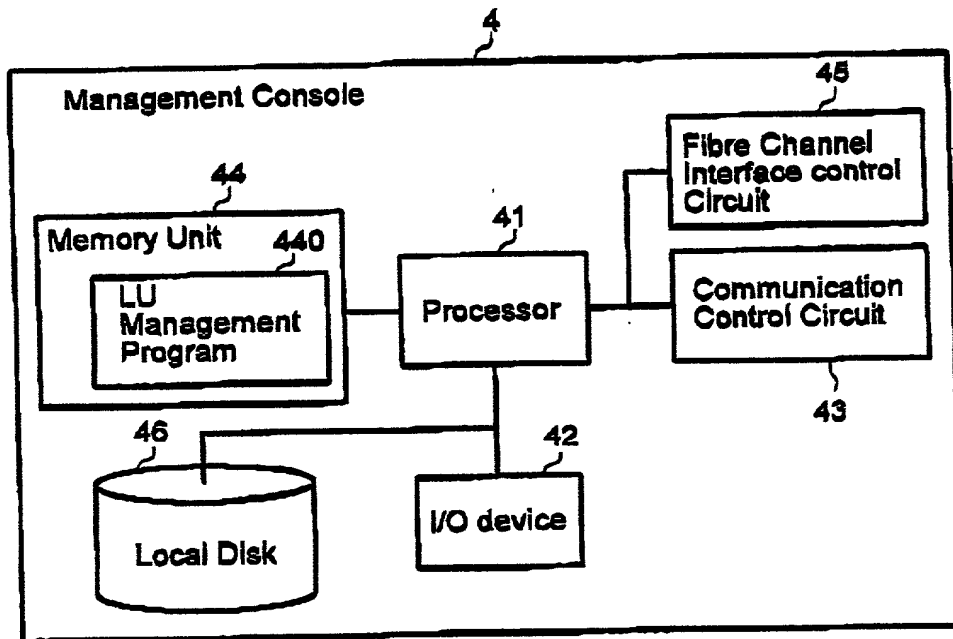 4
Management Console
45
Fibre Channel
Interface control
Circuit
44
Memory Unit
440
LU
Management
Program
41
Processor
Communication
Control Circuit
43
46
Local Disk
42
I/O device